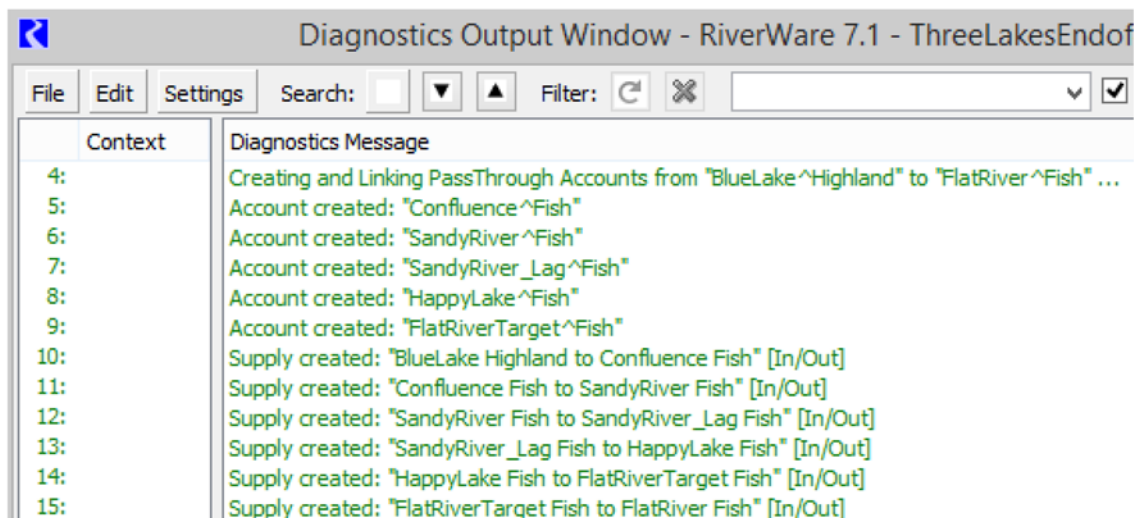 Diagnostics Output Window - RiverWare 7.1 - ThreeLakesEndof
File Edit Settings Search: Filter:
Context Diagnostics Message
4: Creating and Linking PassThrough Accounts from "BlueLake^Highland" to "FlatRiver^Fish" ...
5: Account created: "Confluence^Fish"
6: Account created: "SandyRiver^Fish"
7: Account created: "SandyRiver_Lag^Fish"
8: Account created: "HappyLake^Fish"
9: Account created: "FlatRiverTarget^Fish"
10: Supply created: "BlueLake Highland to Confluence Fish" [In/Out]
11: Supply created: "Confluence Fish to SandyRiver Fish" [In/Out]
12: Supply created: "SandyRiver Fish to SandyRiver_Lag Fish" [In/Out]
13: Supply created: "SandyRiver_Lag Fish to HappyLake Fish" [In/Out]
14: Supply created: "HappyLake Fish to FlatRiverTarget Fish" [In/Out]
15: Supply created: "FlatRiverTarget Fish to FlatRiver Fish" [In/Out]